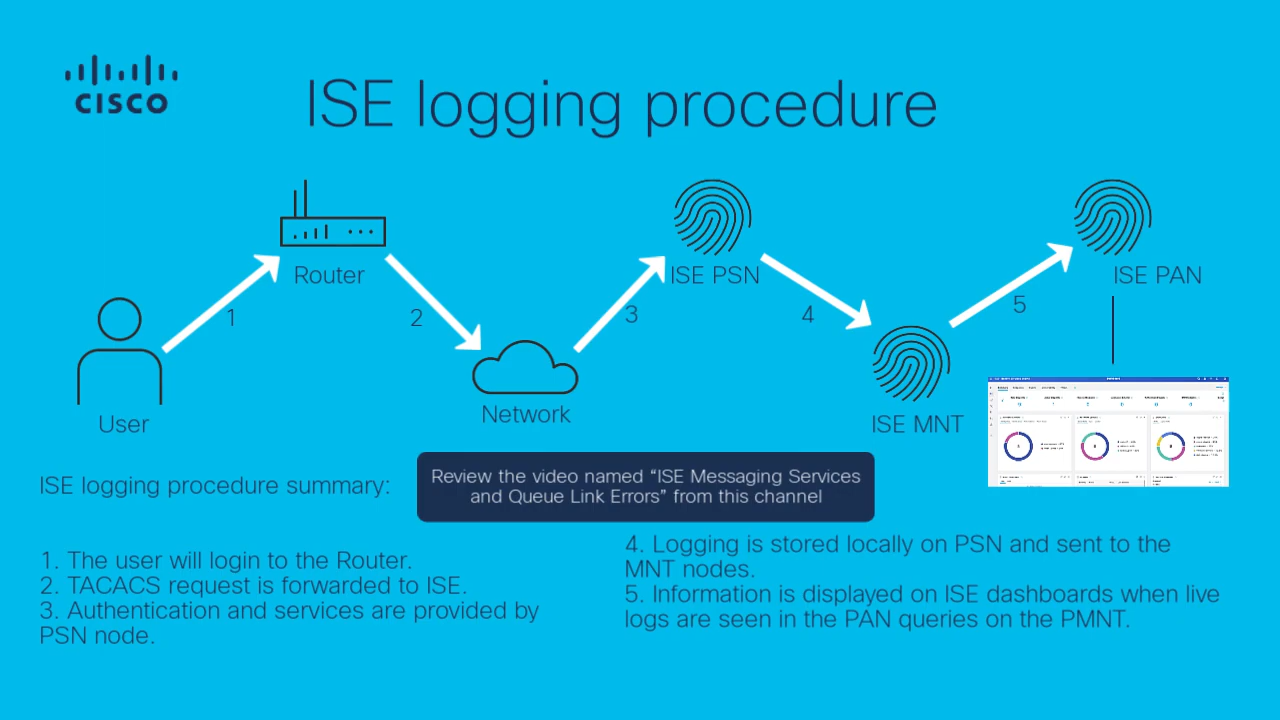 CISCO
ISE logging procedure
Router
ISE PSN
ISE PAN
1
2
3
4
5
User
Network
ISE MNT
ISE logging procedure summary:
Review the video named “ISE Messaging Services
and Queue Link Errors” from this channel
1. The user will login to the Router.
2. TACACS request is forwarded to ISE.
3. Authentication and services are provided by
PSN node.
4. Logging is stored locally on PSN and sent to the
MNT nodes.
5. Information is displayed on ISE dashboards when live
logs are seen in the PAN queries on the PMNT.